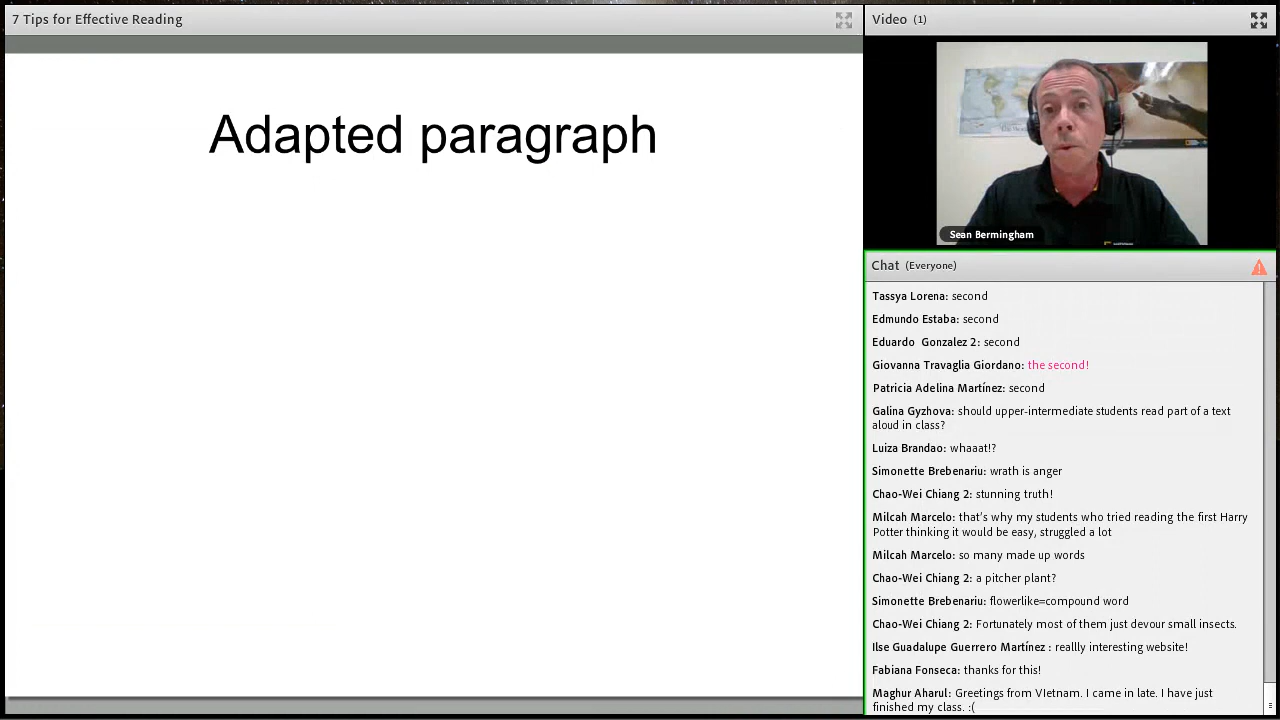 7 Tips for Effective Reading
Adapted paragraph
Video (1)
Sean Bermingham
Chat (Everyone)
Tassya Lorena: second
Edmundo Estaba: second
Eduardo Gonzalez 2: second
Giovanna Travaglia Giordano: the second!
Patricia Adelina Martínez: second
Galina Gyzhova: should upper-intermediate students read part of a text
aloud in class?
Luiza Brandao: whaaat!?
Simonette Brebenariu: wrath is anger
Chao-Wei Chiang 2: stunning truth!
Milcah Marcelo: that's why my students who tried reading the first Harry
Potter thinking it would be easy, struggled a lot
Milcah Marcelo: so many made up words
Chao-Wei Chiang 2: a pitcher plant?
Simonette Brebenariu: flowerlike=compound word
Chao-Wei Chiang 2: Fortunately most of them just devour small insects.
Ilse Guadalupe Guerrero Martínez : reallly interesting website!
Fabiana Fonseca: thanks for this!
Maghur Aharul: Greetings from VIetnam. I came in late. I have just
finished my class. :(